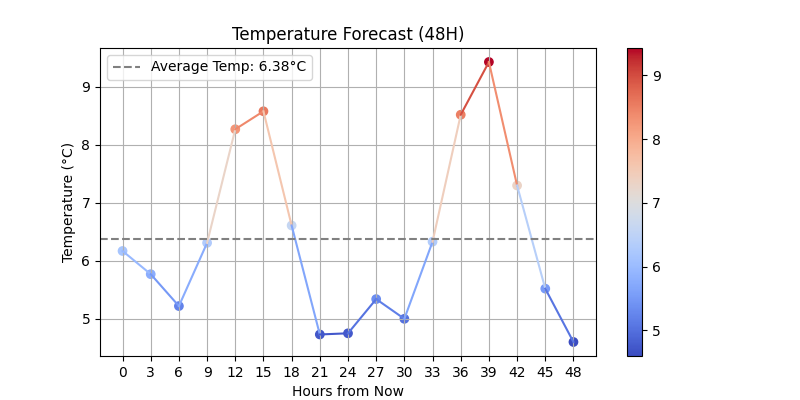 Temperature Forecast (48H)
Average Temp: 6.38°C
Temperature (°C)
9
8
7
6
5
0 3 6 9 12 15 18 21 24 27 30 33 36 39 42 45 48
Hours from Now
9
8
7
6
5